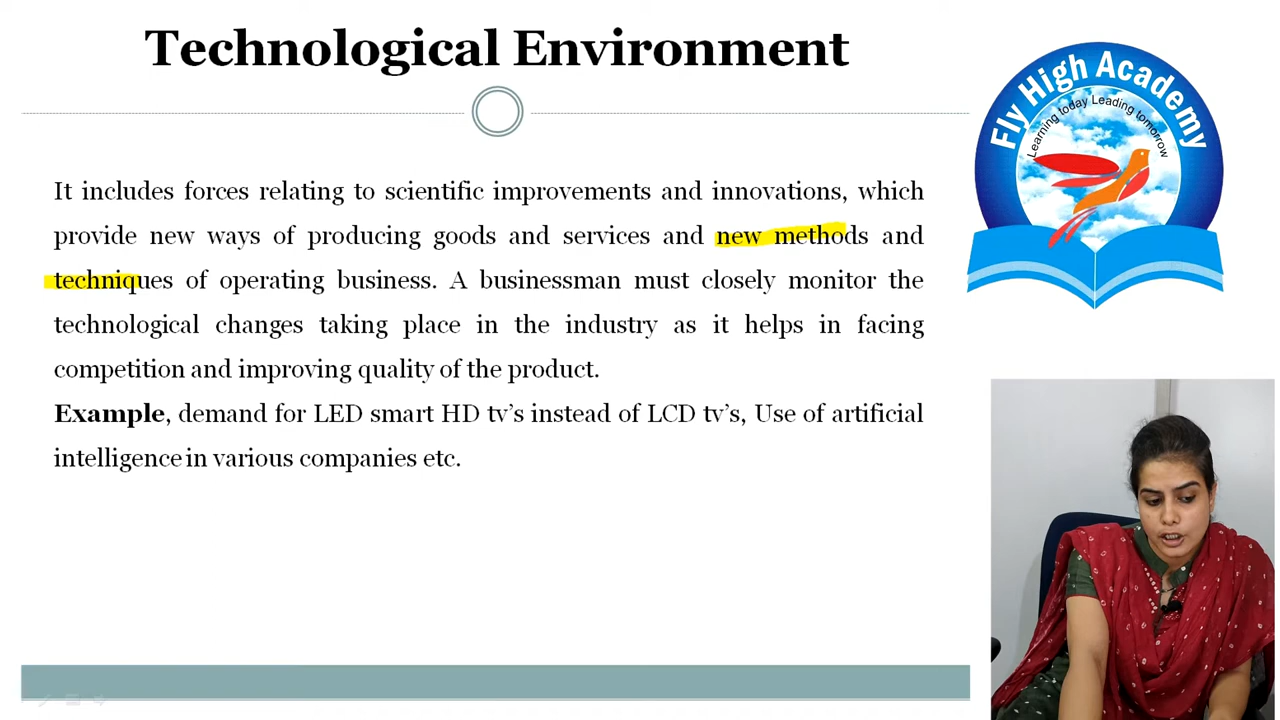 Technological Environment
Fly High Academy
Learning today Leading tomorrow
It includes forces relating to scientific improvements and innovations, which
provide new ways of producing goods and services and new methods and
techniques of operating business. A businessman must closely monitor the
technological changes taking place in the industry as it helps in facing
competition and improving quality of the product.
Example, demand for LED smart HD tv’s instead of LCD tv’s, Use of artificial
intelligence in various companies etc.